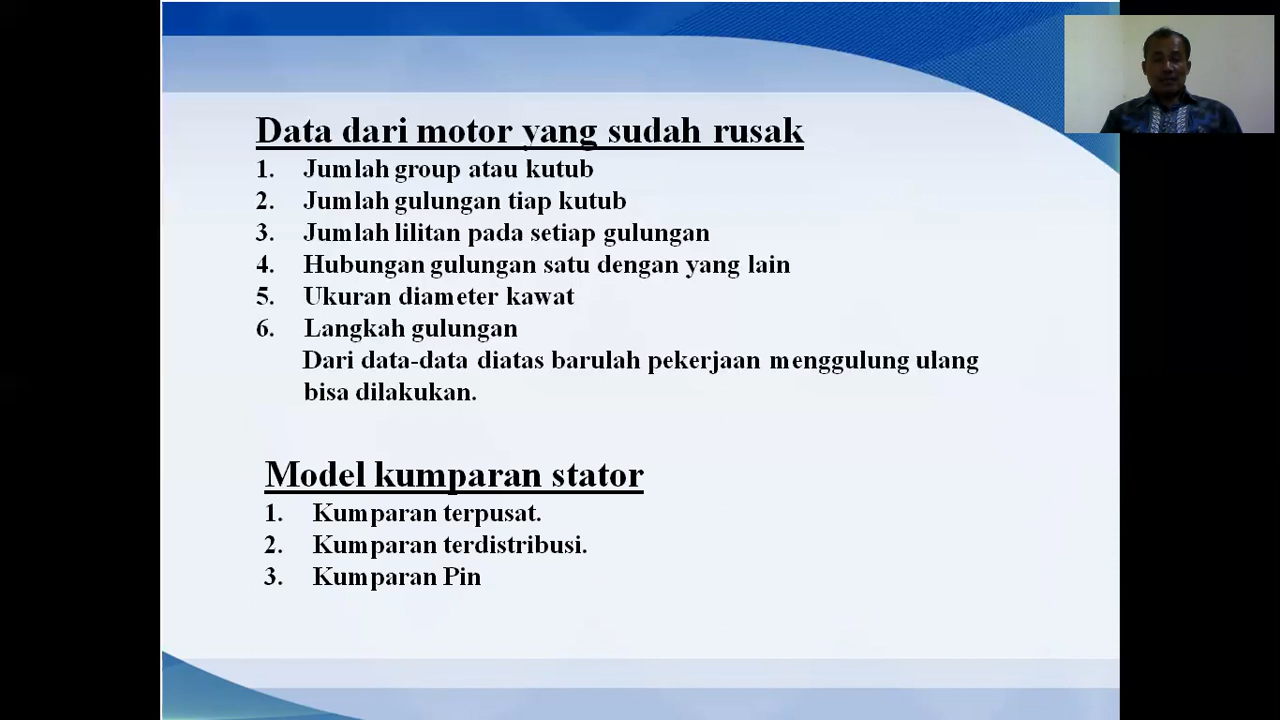 Data dari motor yang sudah rusak
1. Jumlah group atau kutub
2. Jumlah gulungan tiap kutub
3. Jumlah lilitan pada setiap gulungan
4. Hubungan gulungan satu dengan yang lain
5. Ukuran diameter kawat
6. Langkah gulungan
Dari data-data diatas barulah pekerjaan menggulung ulang
bisa dilakukan.
Model kumparan stator
1. Kumparan terpusat.
2. Kumparan terdistribusi.
3. Kumparan Pin